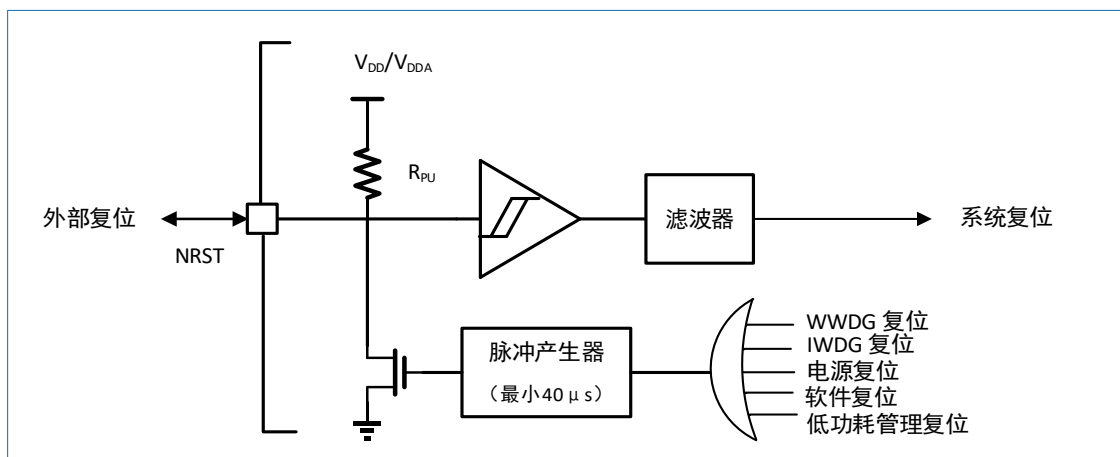 V_DD/V_DDA
R_PU
外部复位
NRST
滤波器
系统复位
脉冲产生器
（最小40μs）
WWDG 复位
IWDG 复位
电源复位
软件复位
低功耗管理复位